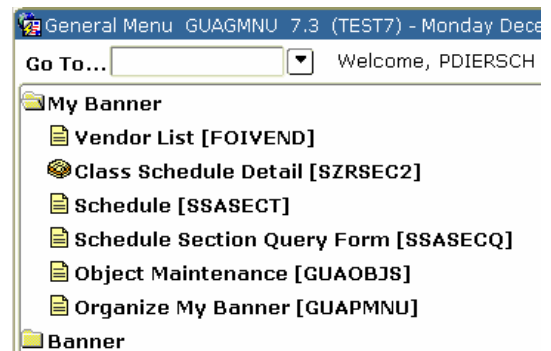 General Menu GUAGMNU 7.3 (TEST7) - Monday Dece
Go To... Welcome, PDIERSCH
My Banner
Vendor List [FOIVEND]
Class Schedule Detail [SZRSEC2]
Schedule [SSASECT]
Schedule Section Query Form [SSASECQ]
Object Maintenance [GUAOBJS]
Organize My Banner [GUAPMNU]
Banner